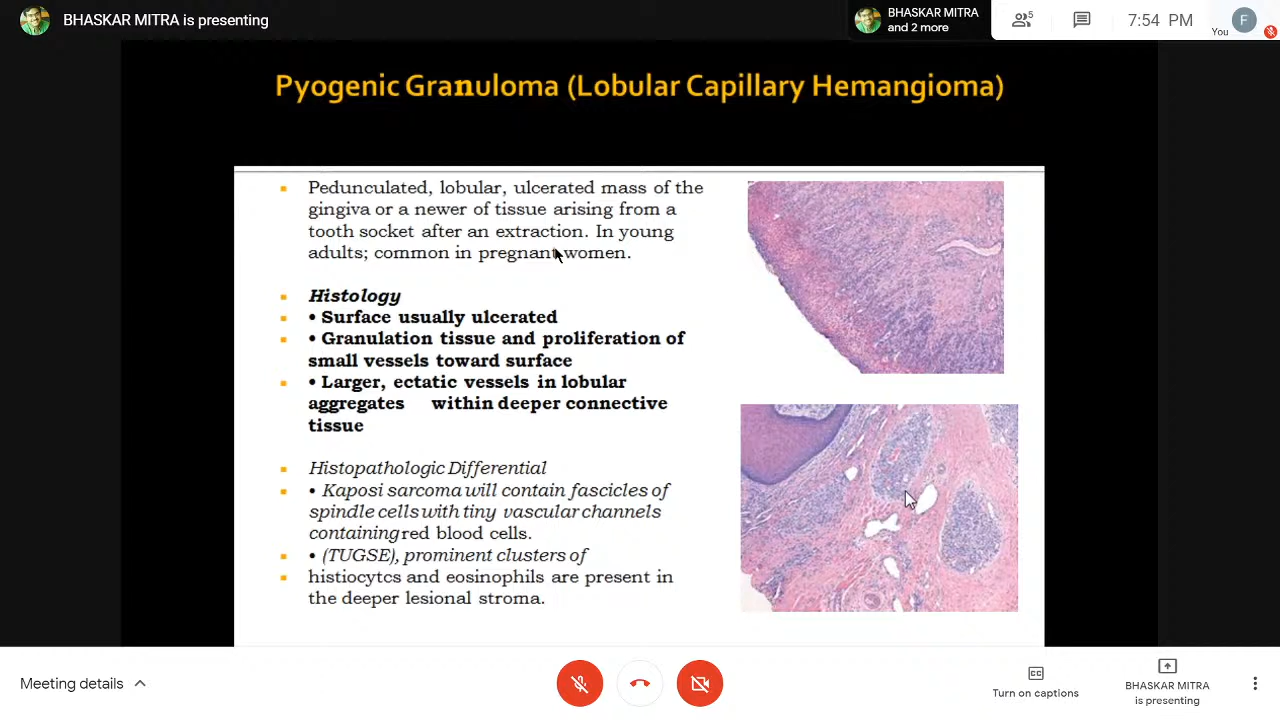 BHASKAR MITRA is presenting
BHASKAR MITRA
and 2 more
5
7:54 PM
You
F
Pyogenic Granuloma (Lobular Capillary Hemangioma)
Pedunculated, lobular, ulcerated mass of the
gingiva or a newer of tissue arising from a
tooth socket after an extraction. In young
adults; common in pregnant women.
Histology
• Surface usually ulcerated
• Granulation tissue and proliferation of
small vessels toward surface
• Larger, ectatic vessels in lobular
aggregates within deeper connective
tissue
Histopathologic Differential
• Kaposi sarcoma will contain fascicles of
spindle cells with tiny vascular channels
containing red blood cells.
• (TUGSE), prominent clusters of
histiocytcs and eosinophils are present in
the deeper lesional stroma.
Meeting details
CC
Turn on captions
BHASKAR MITRA
is presenting